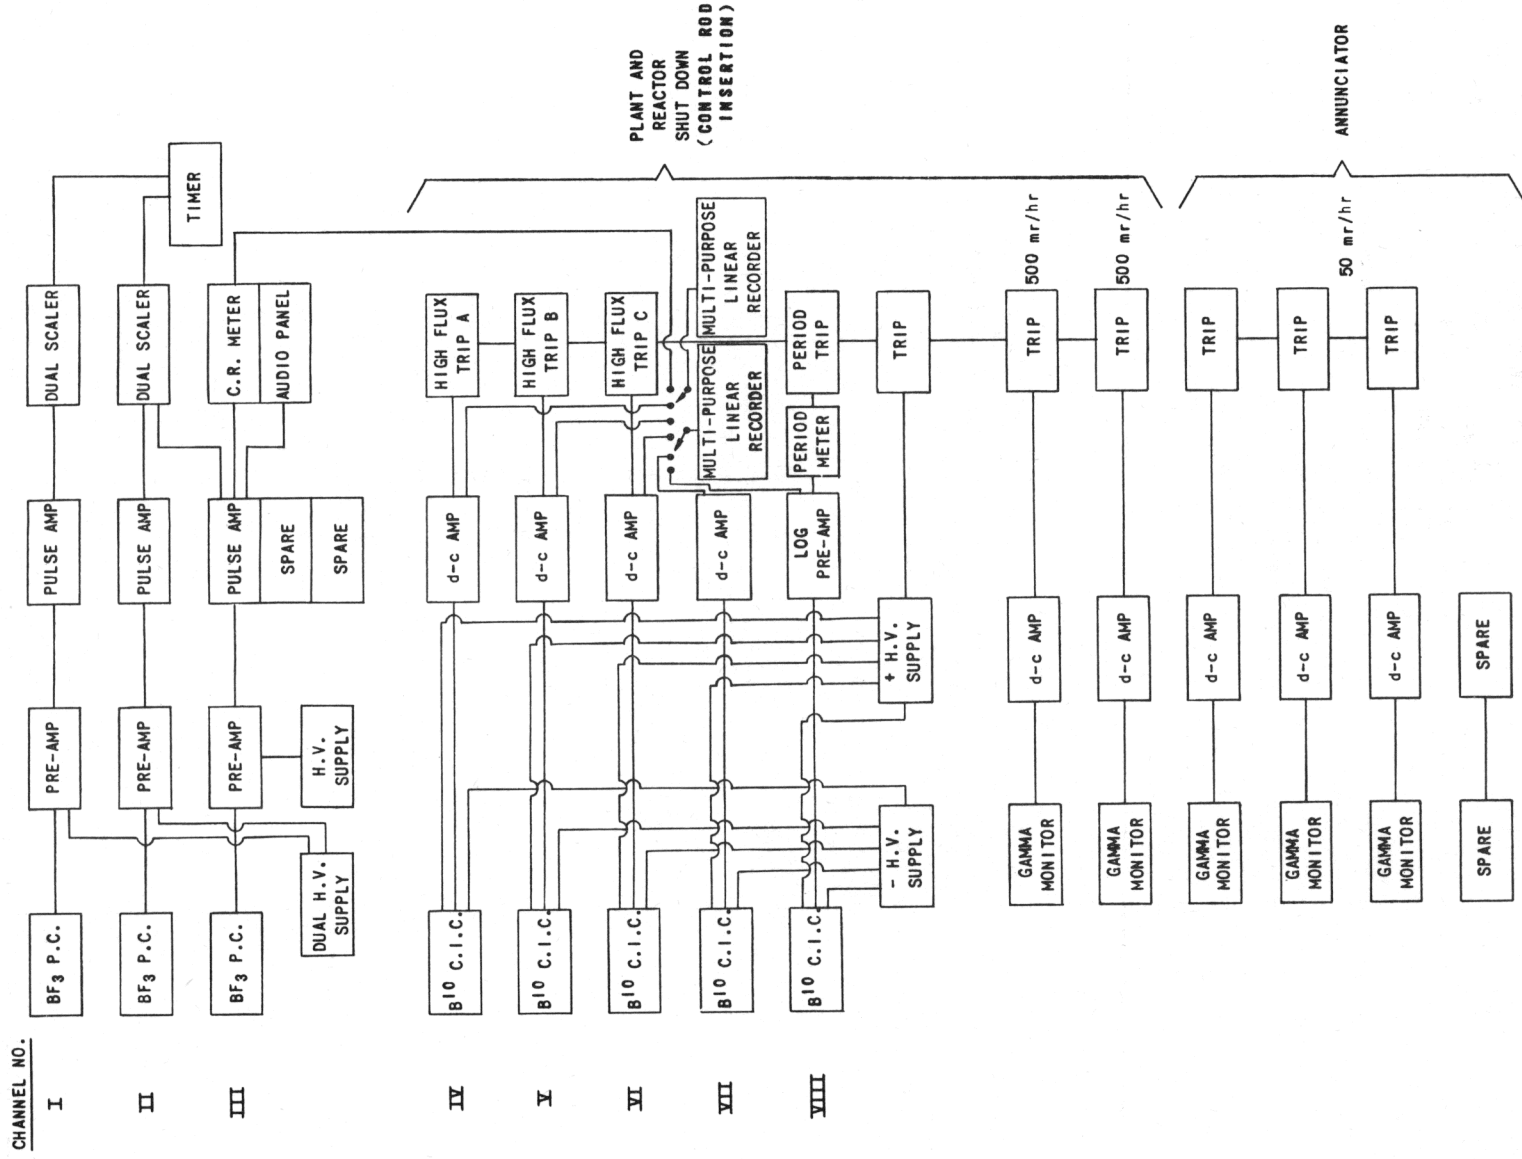 CHANNEL NO.
I
BF3 P.C.
PRE-AMP
PULSE AMP
DUAL SCALER
TIMER
II
BF3 P.C.
PRE-AMP
PULSE AMP
DUAL SCALER
III
BF3 P.C.
PRE-AMP
PULSE AMP
C.R. METER
SPARE
AUDIO PANEL
SPARE
DUAL H.V.
SUPPLY
H.V.
SUPPLY
IV
B10 C.I.C.
d-c AMP
HIGH FLUX
TRIP A
V
B10 C.I.C.
d-c AMP
HIGH FLUX
TRIP B
VI
B10 C.I.C.
d-c AMP
HIGH FLUX
TRIP C
VII
B10 C.I.C.
d-c AMP
MULTI-PURPOSE
LINEAR
RECORDER
MULTI-PURPOSE
LINEAR
RECORDER
VIII
B10 C.I.C.
LOG
PRE-AMP
PERIOD
METER
PERIOD
TRIP
- H.V.
SUPPLY
+ H.V.
SUPPLY
TRIP
PLANT AND
REACTOR
SHUT DOWN
(CONTROL ROD
INSERTION)
GAMMA
MONITOR
d-c AMP
TRIP
500 mr/hr
GAMMA
MONITOR
d-c AMP
TRIP
500 mr/hr
GAMMA
MONITOR
d-c AMP
TRIP
GAMMA
MONITOR
d-c AMP
TRIP
50 mr/hr
GAMMA
MONITOR
d-c AMP
TRIP
ANNUNCIATOR
SPARE
SPARE